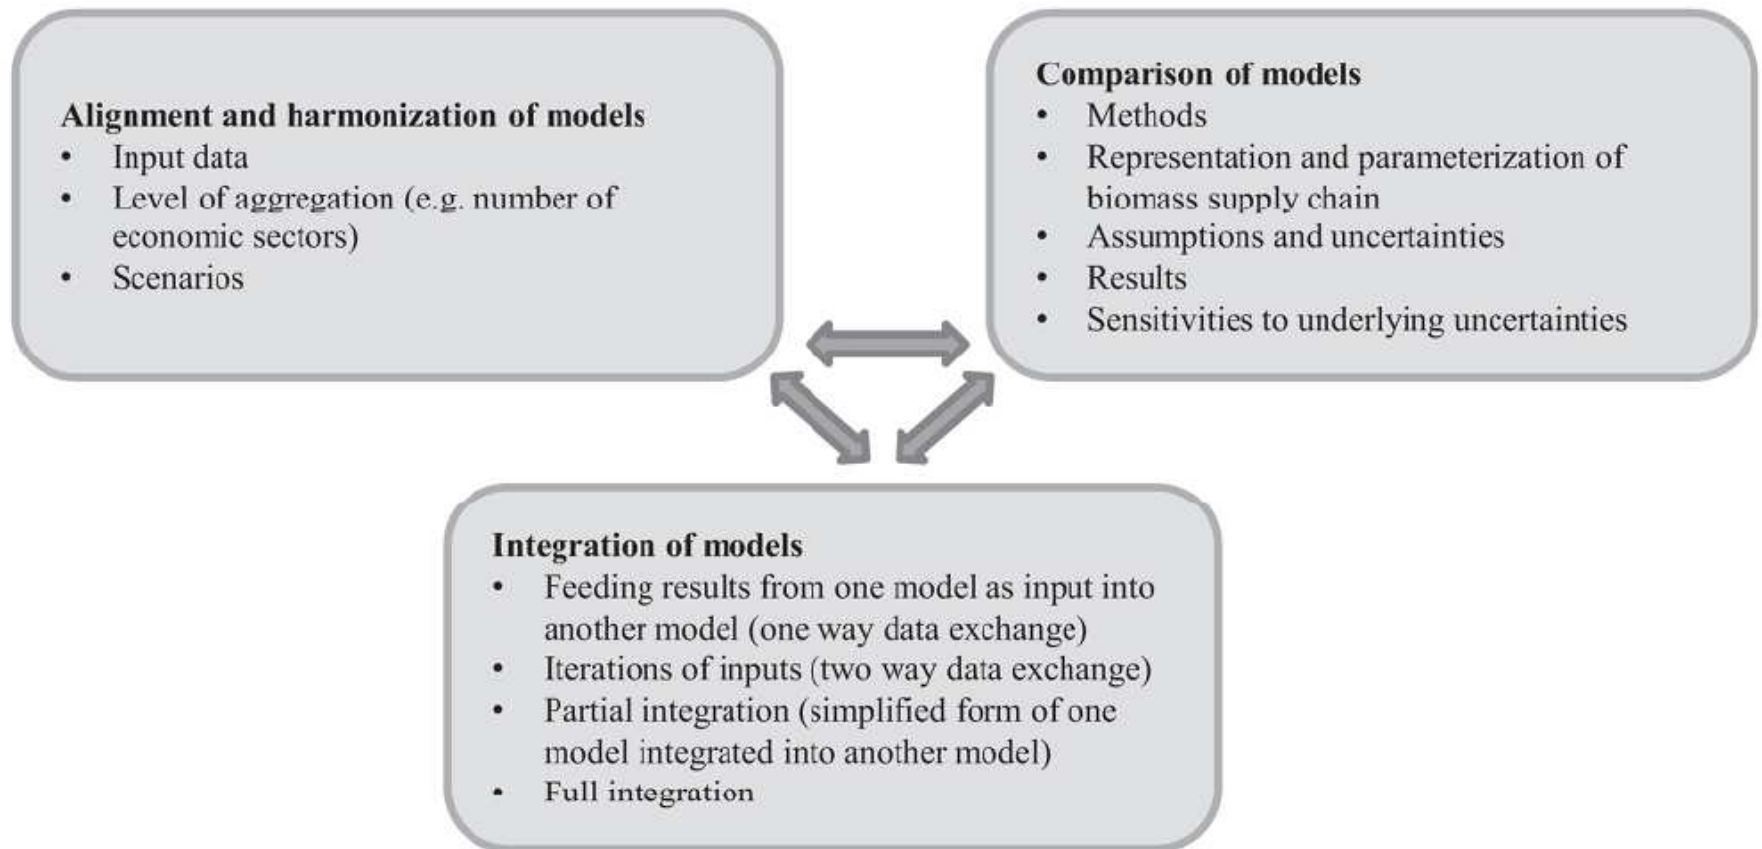 Alignment and harmonization of models
• Input data
• Level of aggregation (e.g. number of
economic sectors)
• Scenarios
Comparison of models
• Methods
• Representation and parameterization of
biomass supply chain
• Assumptions and uncertainties
• Results
• Sensitivities to underlying uncertainties
Integration of models
• Feeding results from one model as input into
another model (one way data exchange)
• Iterations of inputs (two way data exchange)
• Partial integration (simplified form of one
model integrated into another model)
• Full integration